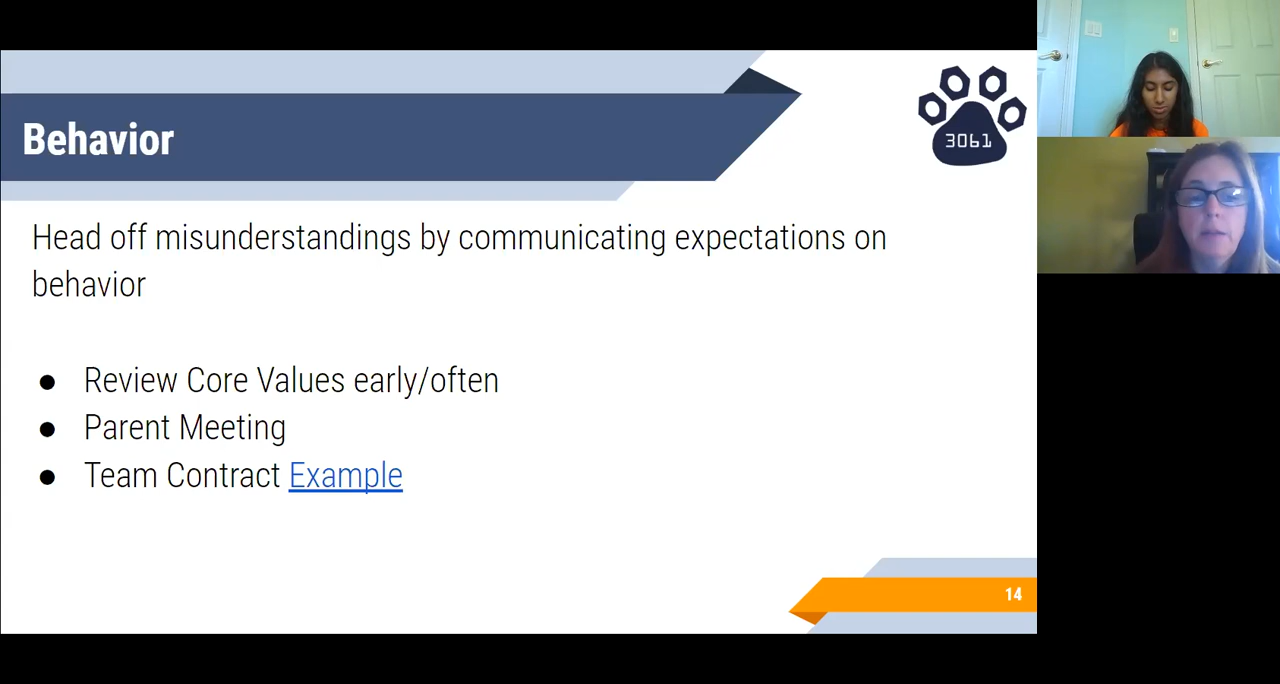 Behavior
3061
Head off misunderstandings by communicating expectations on
behavior
● Review Core Values early/often
● Parent Meeting
● Team Contract Example
14